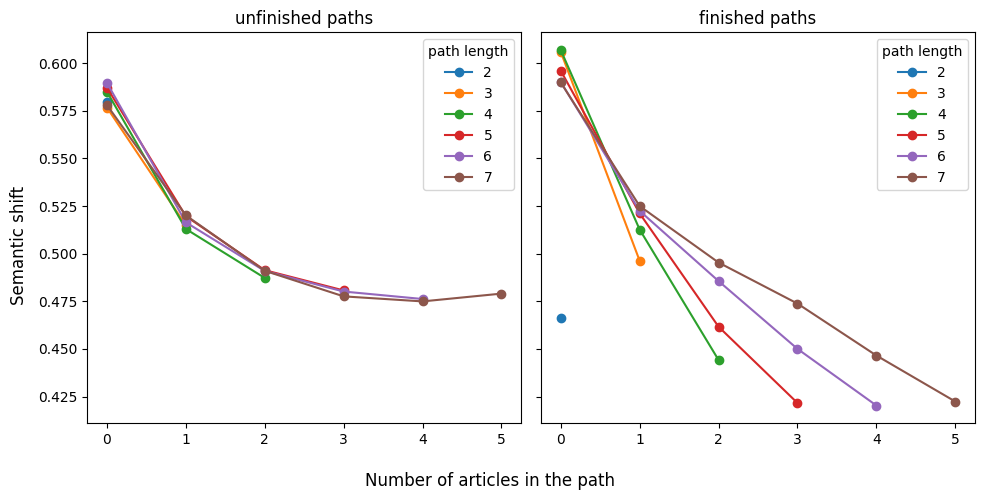 unfinished paths
finished paths
Semantic shift
0.600
0.575
0.550
0.525
0.500
0.475
0.450
0.425
path length
2
3
4
5
6
7
path length
2
3
4
5
6
7
0 1 2 3 4 5
0 1 2 3 4 5
Number of articles in the path